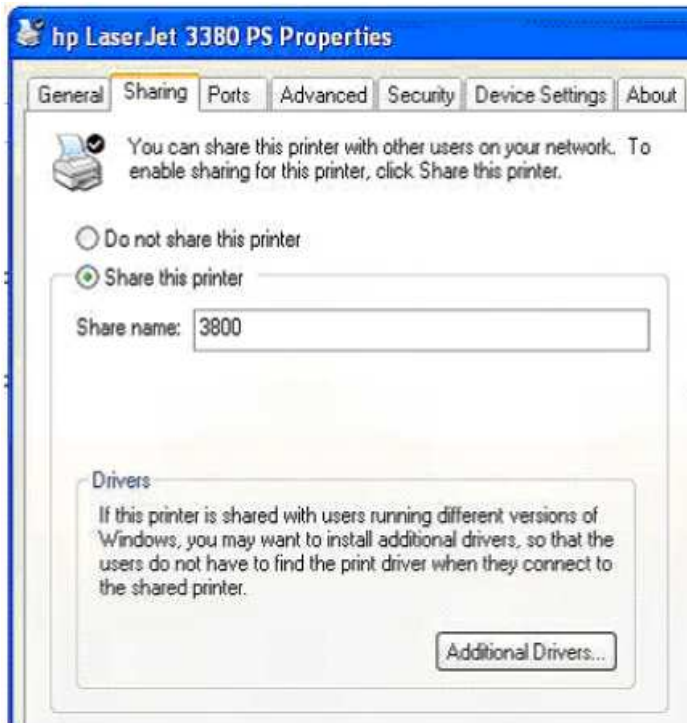 hp LaserJet 3380 PS Properties
General Sharing Ports Advanced Security Device Settings About
You can share this printer with other users on your network. To
enable sharing for this printer, click Share this printer.
Do not share this printer
Share this printer
Share name: 3800
Drivers
If this printer is shared with users running different versions of
Windows, you may want to install additional drivers, so that the
users do not have to find the print driver when they connect to
the shared printer.
Additional Drivers...